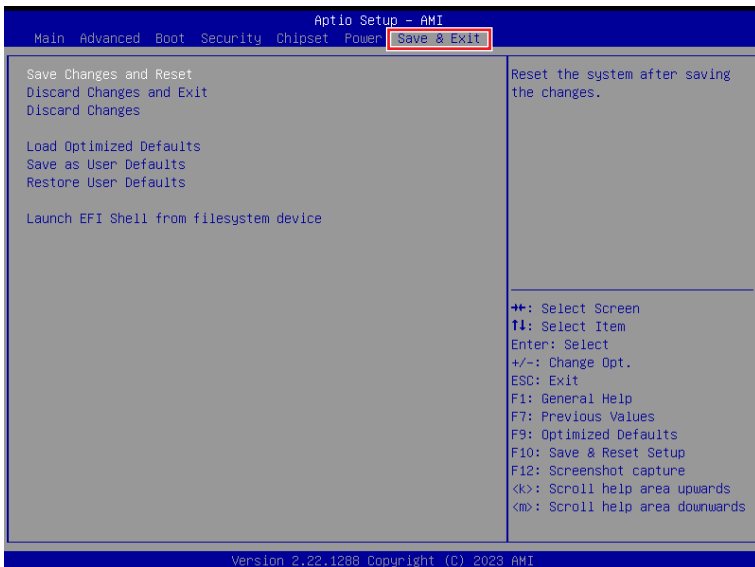 Aptio Setup – AMI
Main Advanced Boot Security Chipset Power Save & Exit
Save Changes and Reset
Discard Changes and Exit
Discard Changes
Load Optimized Defaults
Save as User Defaults
Restore User Defaults
Launch EFI Shell from filesystem device
Reset the system after saving
the changes.
→←: Select Screen
↑↓: Select Item
Enter: Select
+/-: Change Opt.
ESC: Exit
F1: General Help
F7: Previous Values
F9: Optimized Defaults
F10: Save & Reset Setup
F12: Screenshot capture
<k>: Scroll help area upwards
<m>: Scroll help area downwards
Version 2.22.1288 Copyright (C) 2023 AMI